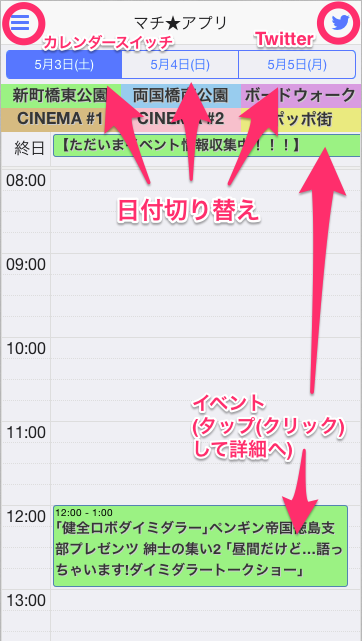 マチ★アプリ
カレンダースイッチ
Twitter
5月3日(土) 5月4日(日) 5月5日(月)
新町橋東公園 両国橋 公園 ボードウォーク
CINEMA #1 CINEMA #2 ポッポ街
終日 【ただいまイベント情報収集中！！！】
08:00
日付切り替え
09:00
10:00
イベント
(タップ(クリック)
して詳細へ)
11:00
12:00
12:00 - 1:00
「健全ロボダイミダラー」ペンギン帝国徳島支
部プレゼンツ 紳士の集い2 「昼間だけど…語っ
ちゃいます!ダイミダラートークショー」
13:00